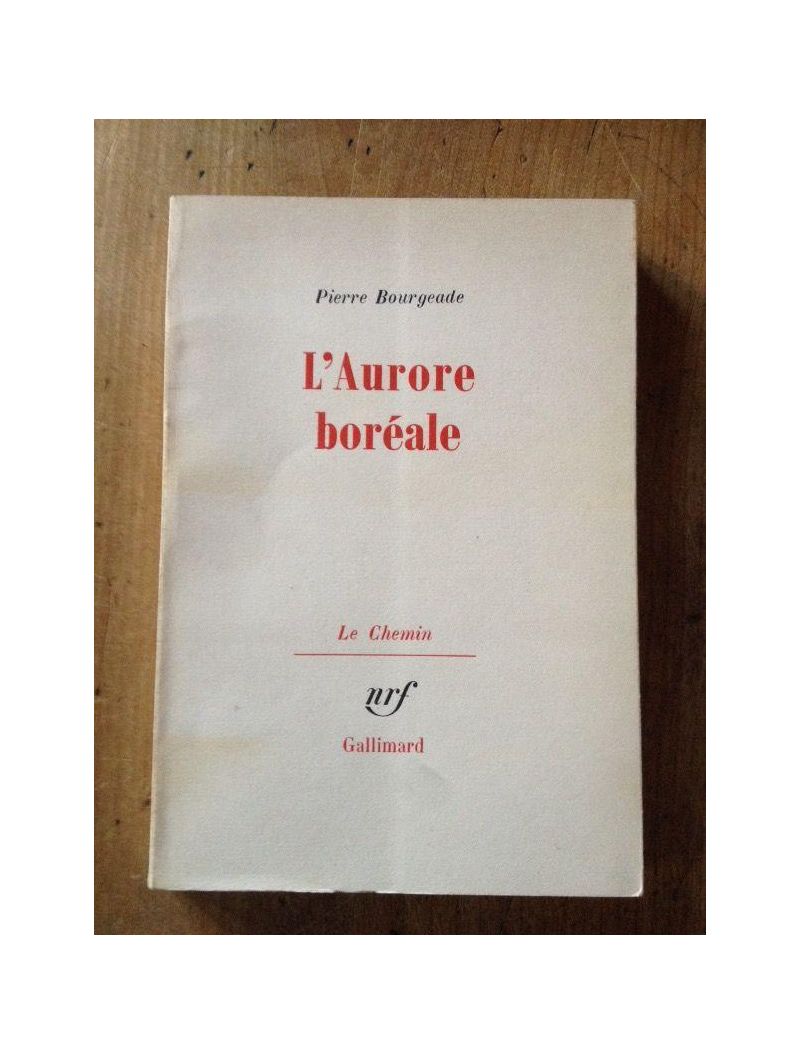 Pierre Bourgeade
L'Aurore
boréale
Le Chemin
nrf
Gallimard